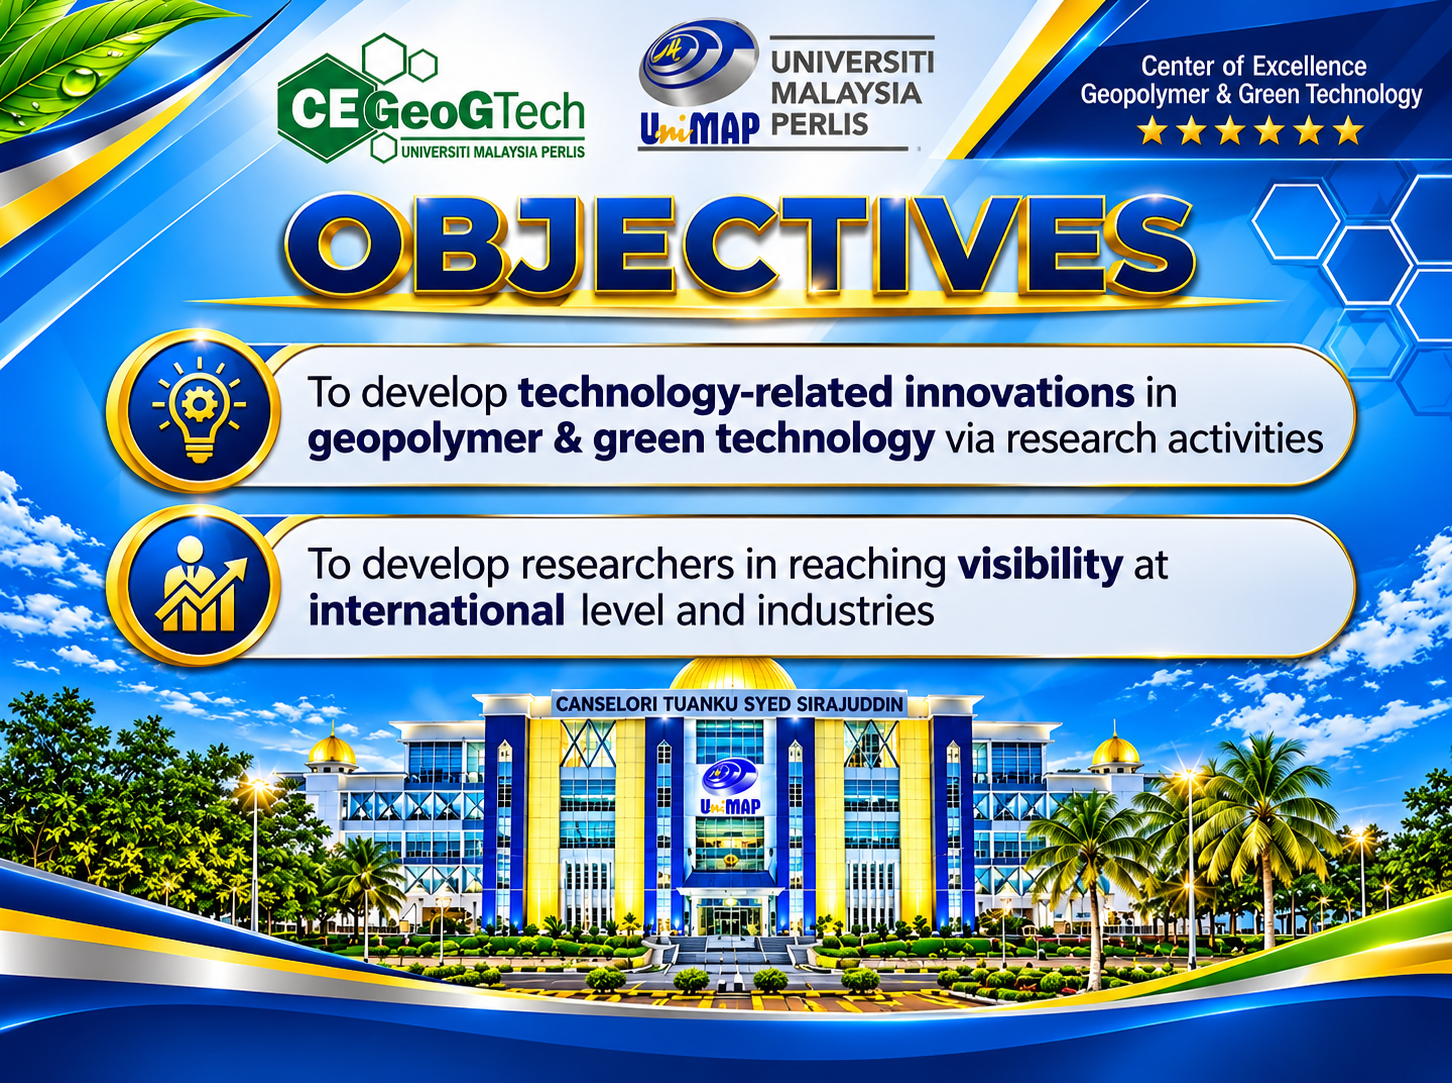 CEGeoGTech
UNIVERSITI MALAYSIA PERLIS
UniMAP
UNIVERSITI
MALAYSIA
PERLIS
Center of Excellence
Geopolymer & Green Technology
OBJECTIVES
To develop technology-related innovations in
geopolymer & green technology via research activities
To develop researchers in reaching visibility at
international level and industries
CANSELORI TUANKU SYED SIRAJUDDIN
UniMAP